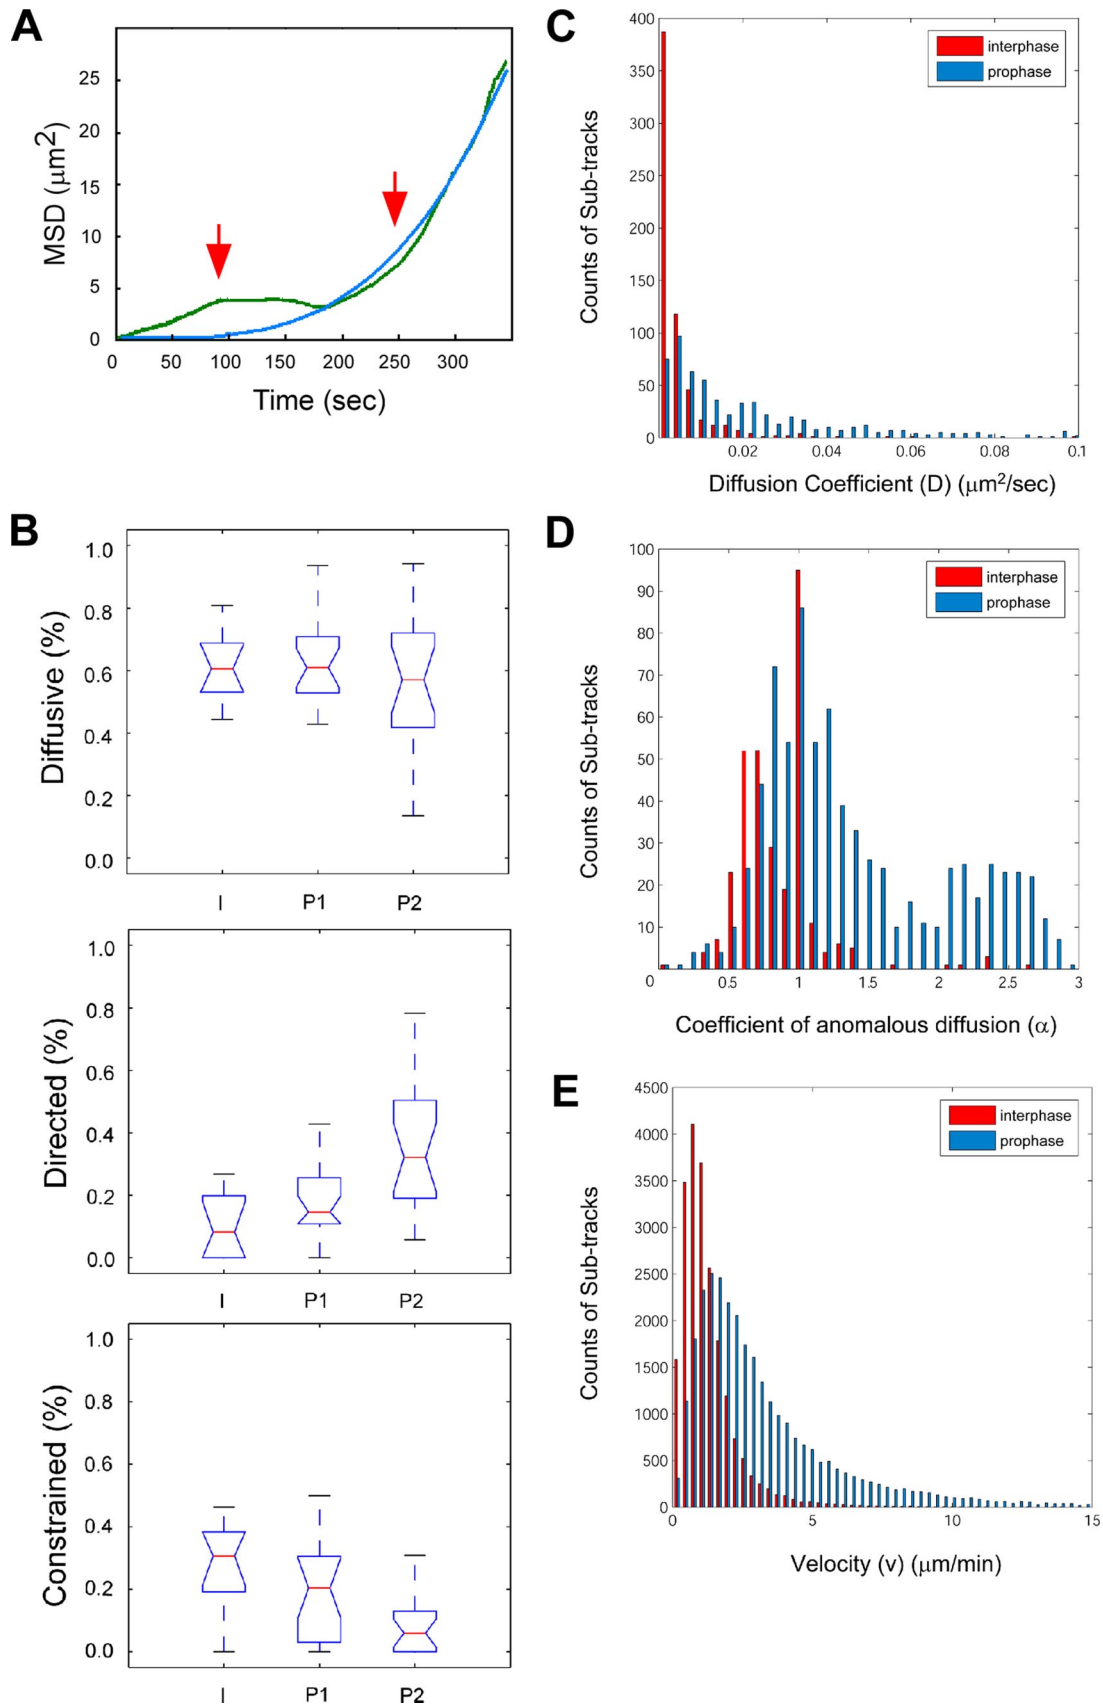 A
MSD (μm2)
25
20
15
10
5
0
0 50 100 150 200 250 300
Time (sec)
B
Diffusive (%)
1.0
0.8
0.6
0.4
0.2
0.0
I P1 P2
Directed (%)
1.0
0.8
0.6
0.4
0.2
0.0
I P1 P2
Constrained (%)
1.0
0.8
0.6
0.4
0.2
0.0
I P1 P2
C
Counts of Sub-tracks
400
350
300
250
200
150
100
50
0
interphase
prophase
0.02 0.04 0.06 0.08 0.1
Diffusion Coefficient (D) (μm2/sec)
D
Counts of Sub-tracks
100
90
80
70
60
50
40
30
20
10
0
interphase
prophase
0.5 1 1.5 2 2.5 3
Coefficient of anomalous diffusion (α)
E
Counts of Sub-tracks
4500
4000
3500
3000
2500
2000
1500
1000
500
0
interphase
prophase
0 5 10 15
Velocity (v) (μm/min)